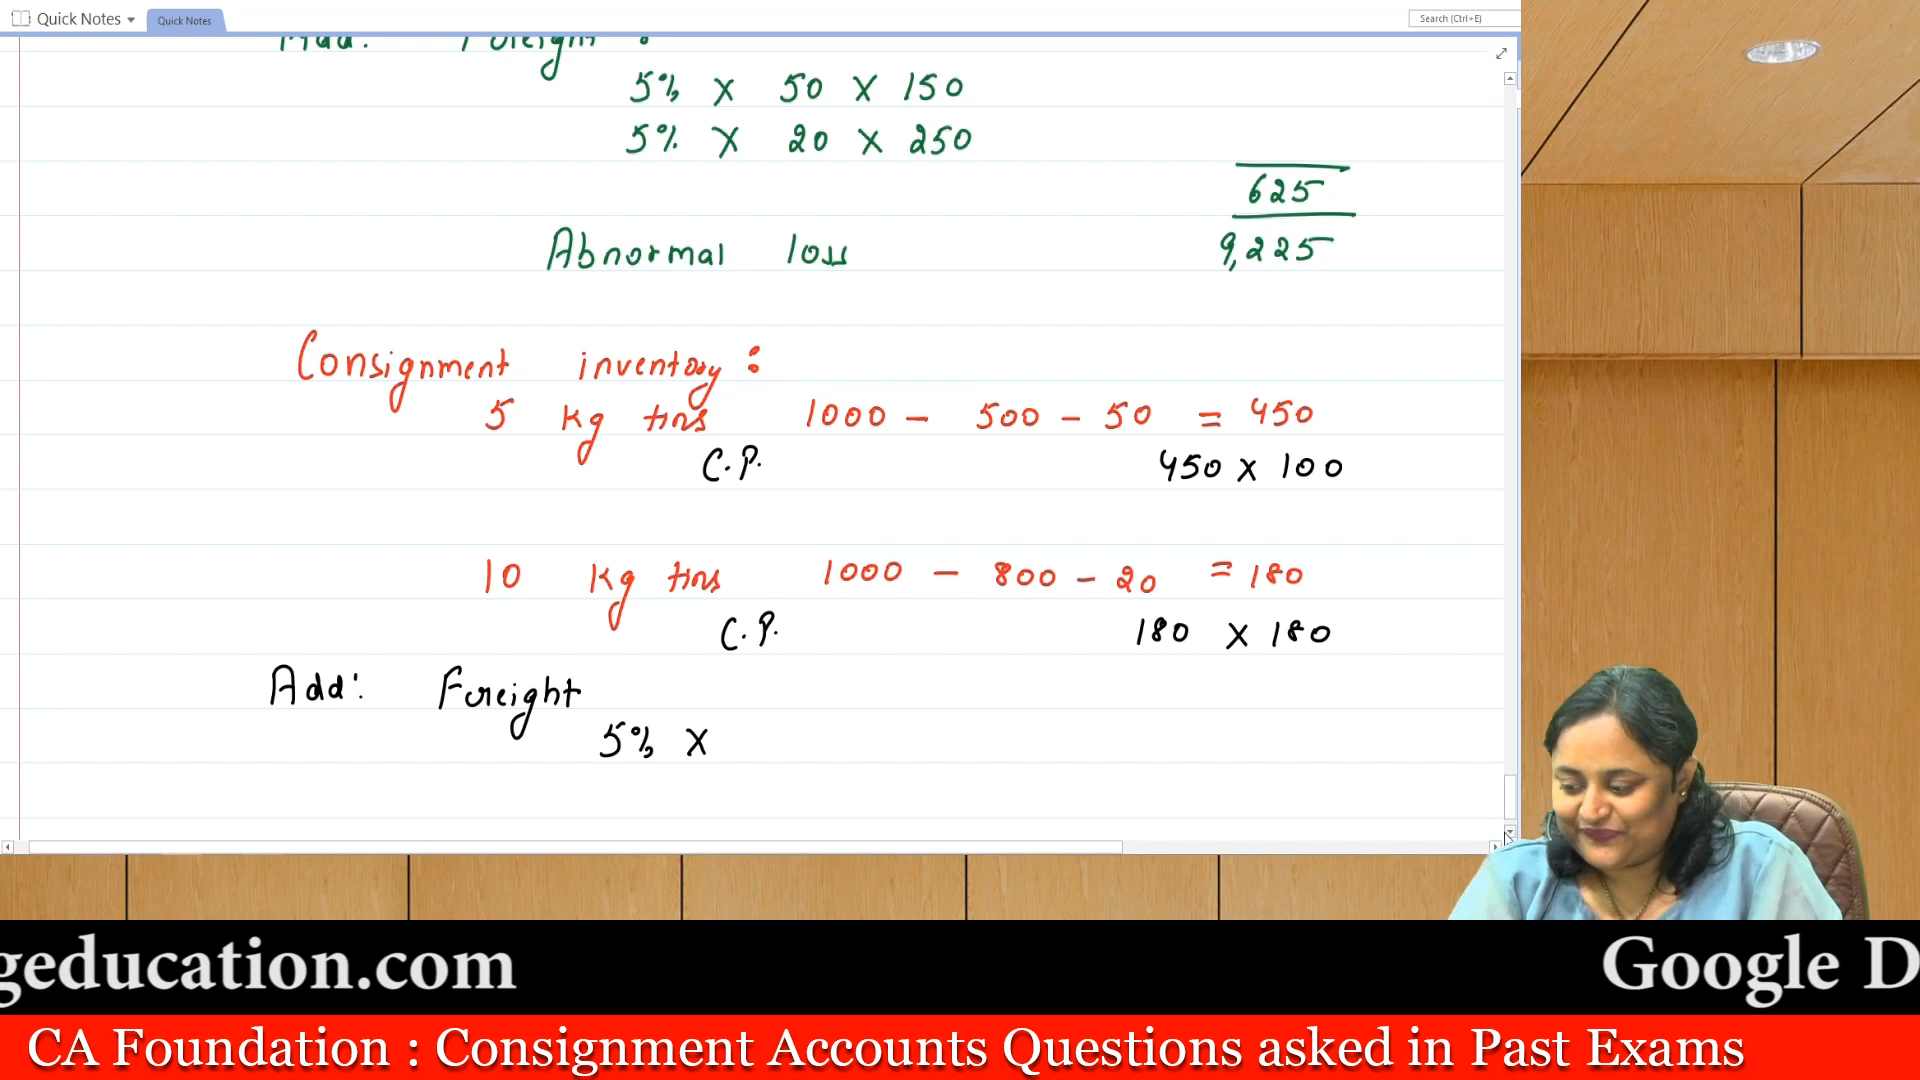 Quick Notes
Quick Notes
Search (Ctrl+E)
Add: Freight :
5% X 50 X 150
5% X 20 X 250
625
Abnormal loss 9,225
Consignment inventory :
5 kg tins 1000 - 500 - 50 = 450
C.P. 450 X 100
10 kg tins 1000 - 800 - 20 = 180
C.P. 180 X 180
Add: Freight
5% X
geducation.com Google D
CA Foundation : Consignment Accounts Questions asked in Past Exams